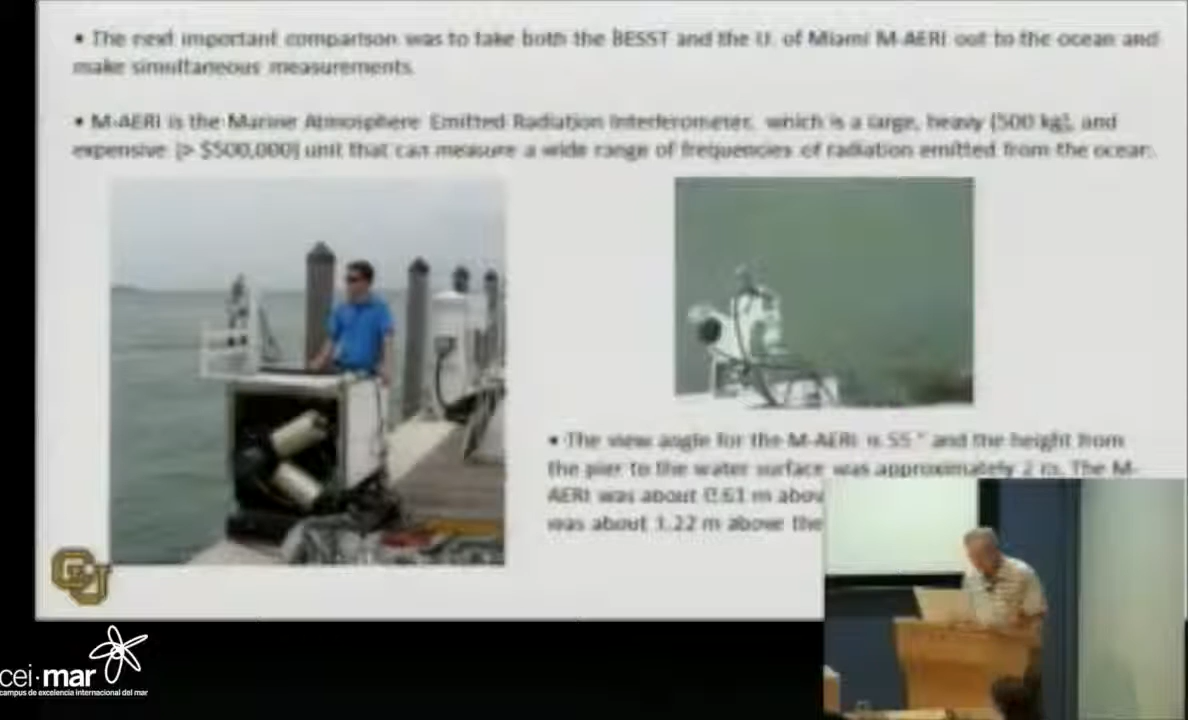 • The next important comparison was to take both the BESST and the U. of Miami M-AERI out to the ocean and
make simultaneous measurements.
• M-AERI is the Marine Atmosphere Emitted Radiation Interferometer, which is a large, heavy (500 kg), and
expensive (> $500,000) unit that can measure a wide range of frequencies of radiation emitted from the ocean.
• The view angle for the M-AERI is 55 ° and the height from
the pier to the water surface was approximately 2 m. The M-
AERI was about 0.61 m abov
was about 1.22 m above the
CU
cei·mar
campus de excelencia internacional del mar